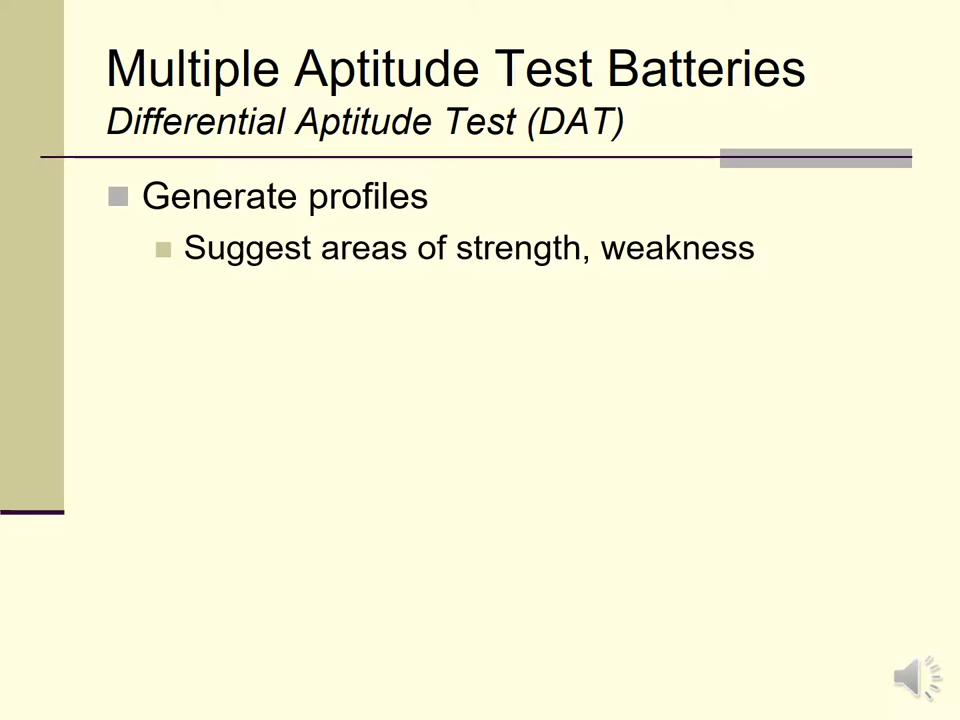 Multiple Aptitude Test Batteries
Differential Aptitude Test (DAT)
Generate profiles
Suggest areas of strength, weakness